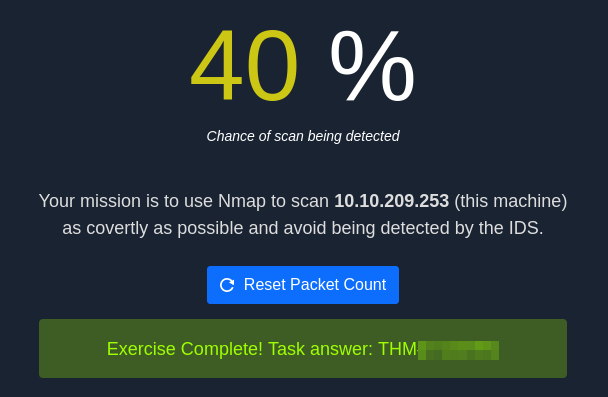 40 %
Chance of scan being detected
Your mission is to use Nmap to scan 10.10.209.253 (this machine)
as covertly as possible and avoid being detected by the IDS.
Reset Packet Count
Exercise Complete! Task answer: THM